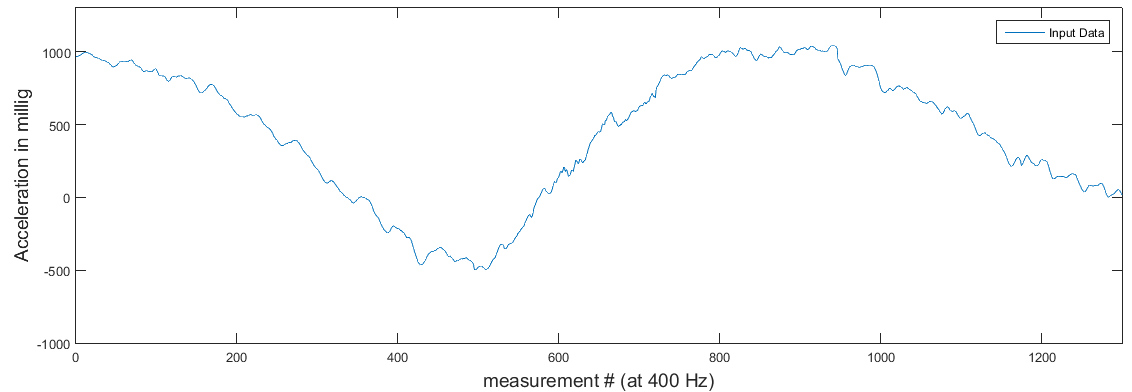 Input Data
Acceleration in millig
1000
500
0
-500
-1000
0 200 400 600 800 1000 1200
measurement # (at 400 Hz)